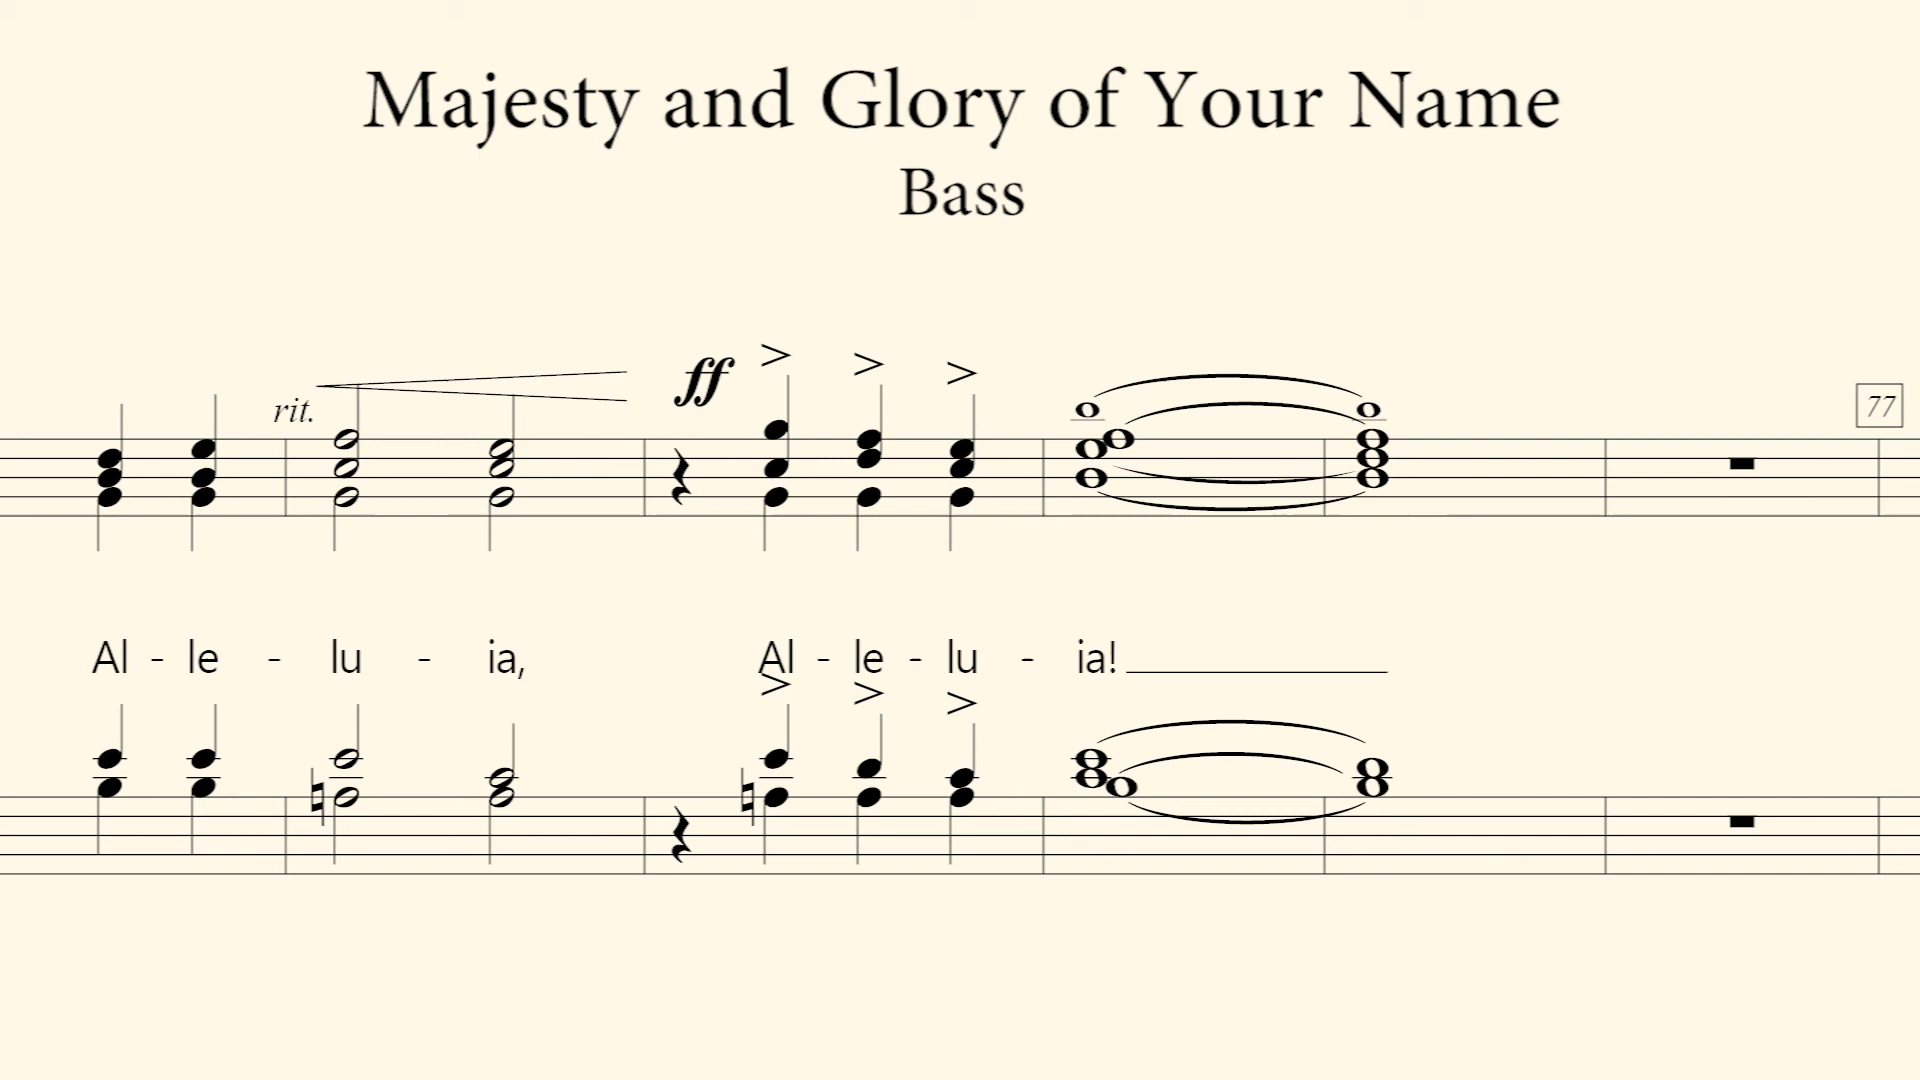 Majesty and Glory of Your Name
Bass
rit.
ff
77
Al - le - lu - ia, Al - le - lu - ia!